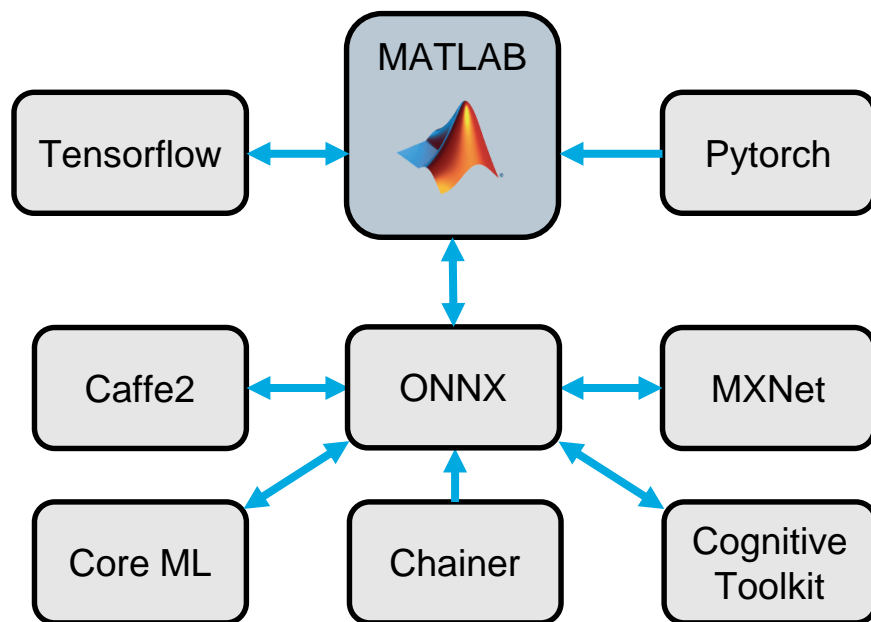 MATLAB
Tensorflow
Pytorch
Caffe2
ONNX
MXNet
Core ML
Chainer
Cognitive
Toolkit